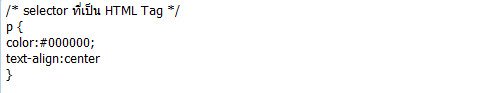 /* selector ที่เป็น HTML Tag */
p {
color:#000000;
text-align:center
}